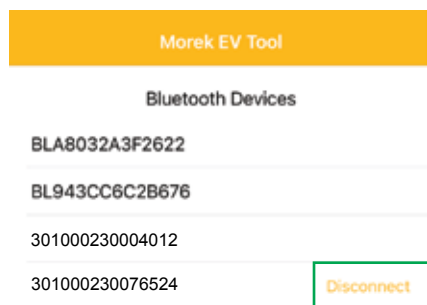 Morek EV Tool
Bluetooth Devices
BLA8032A3F2622
BL943CC6C2B676
301000230004012
301000230076524 Disconnect